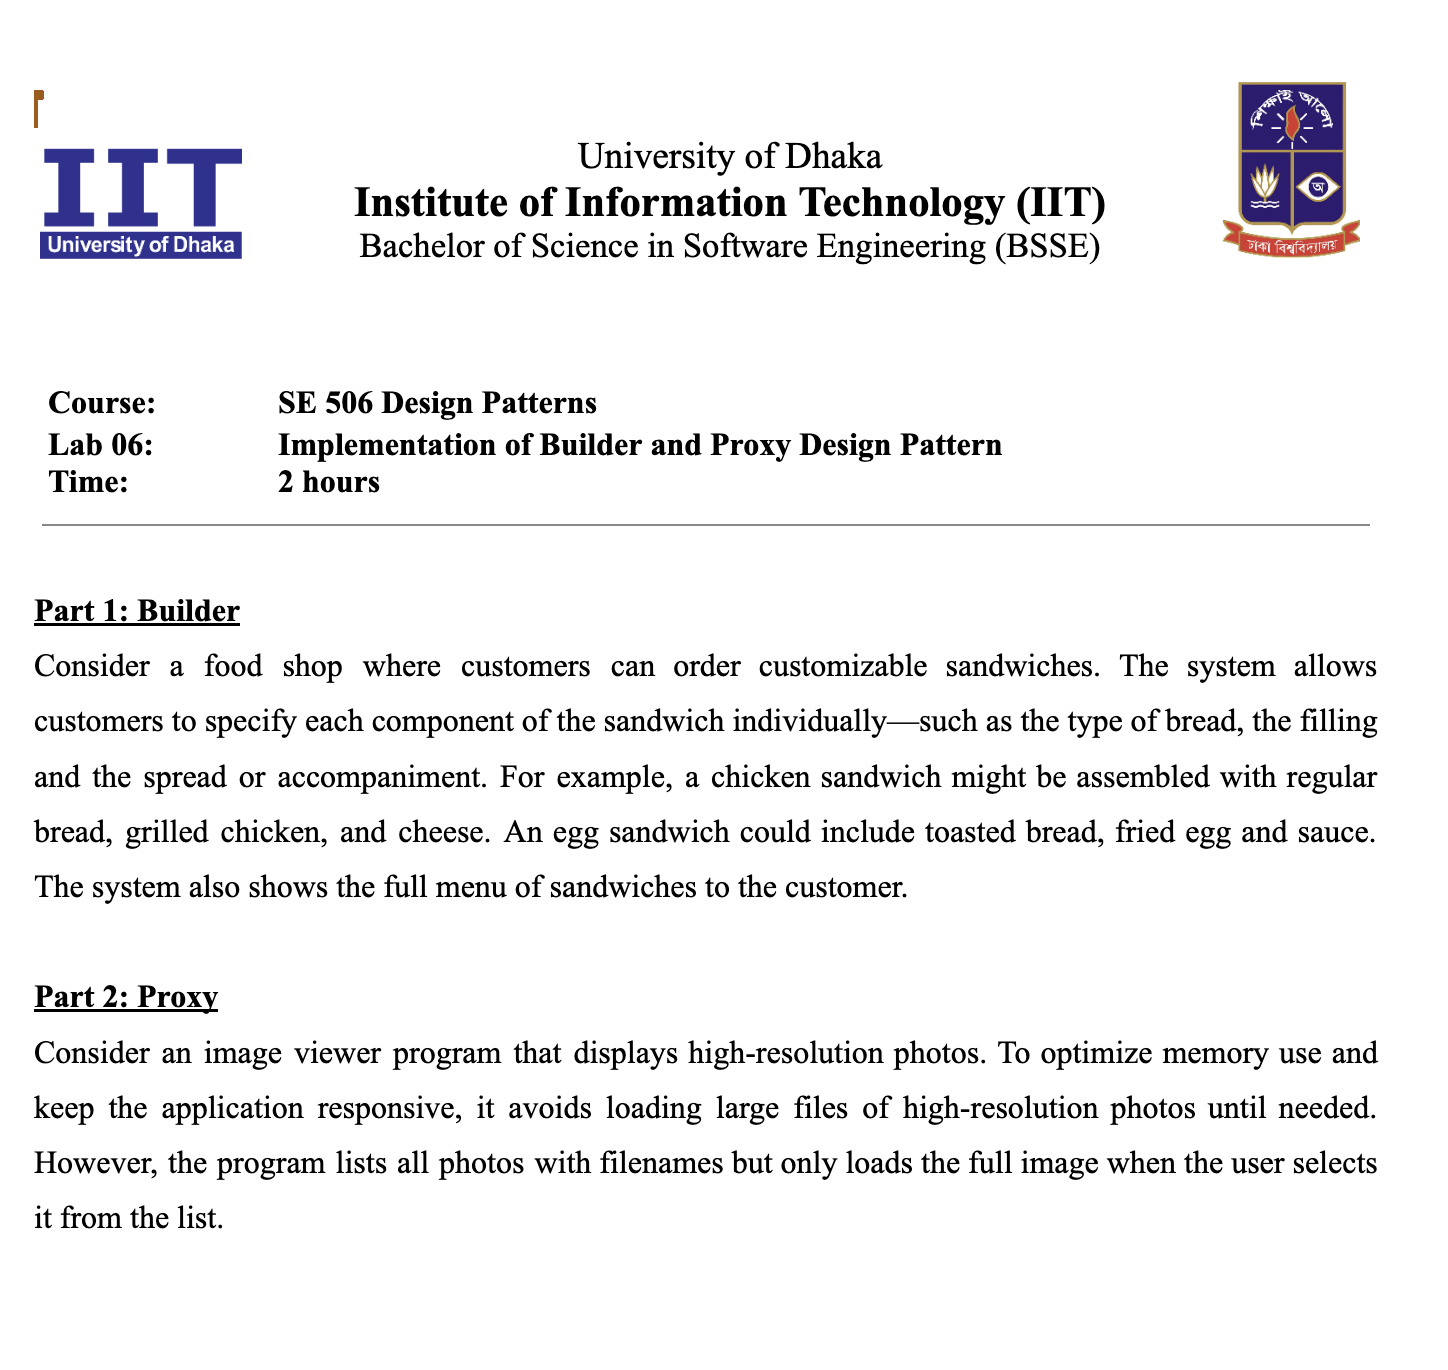 IIT
University of Dhaka
University of Dhaka
Institute of Information Technology (IIT)
Bachelor of Science in Software Engineering (BSSE)
শিক্ষাই আলো
অ
ঢাকা বিশ্ববিদ্যালয়
Course: SE 506 Design Patterns
Lab 06: Implementation of Builder and Proxy Design Pattern
Time: 2 hours
Part 1: Builder
Consider a food shop where customers can order customizable sandwiches. The system allows
customers to specify each component of the sandwich individually—such as the type of bread, the filling
and the spread or accompaniment. For example, a chicken sandwich might be assembled with regular
bread, grilled chicken, and cheese. An egg sandwich could include toasted bread, fried egg and sauce.
The system also shows the full menu of sandwiches to the customer.
Part 2: Proxy
Consider an image viewer program that displays high-resolution photos. To optimize memory use and
keep the application responsive, it avoids loading large files of high-resolution photos until needed.
However, the program lists all photos with filenames but only loads the full image when the user selects
it from the list.